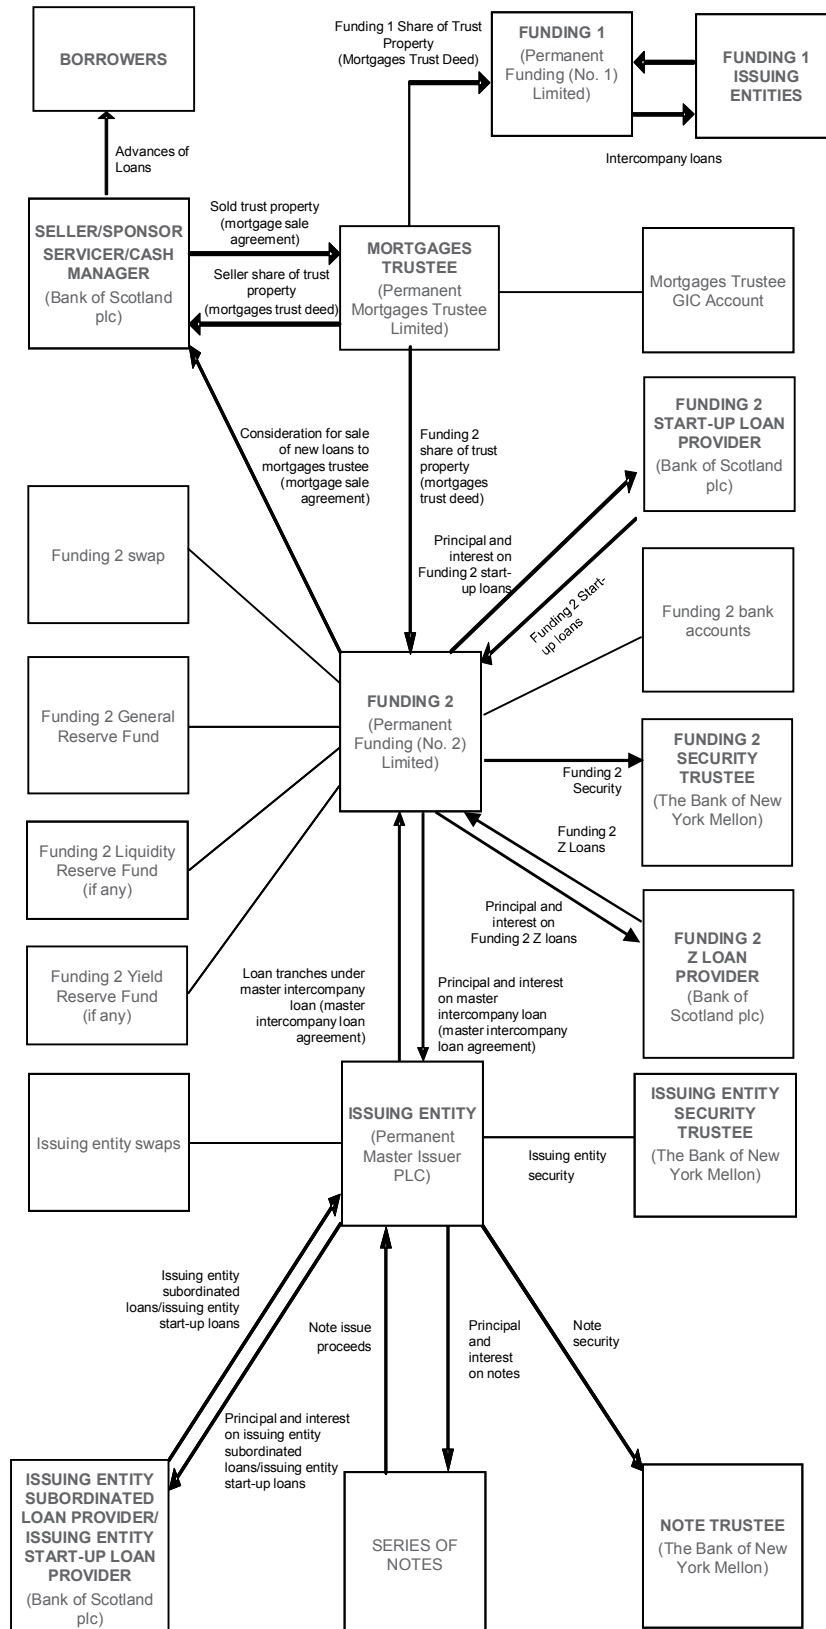 Funding 1 Share of Trust
Property
(Mortgages Trust Deed)
BORROWERS
FUNDING 1
(Permanent
Funding (No. 1)
Limited)
FUNDING 1
ISSUING
ENTITIES
Advances of
Loans
Intercompany loans
SELLER/SPONSOR
SERVICER/CASH
MANAGER
(Bank of Scotland
plc)
Sold trust property
(mortgage sale
agreement)
Seller share of trust
property
(mortgages trust deed)
MORTGAGES
TRUSTEE
(Permanent
Mortgages Trustee
Limited)
Mortgages Trustee
GIC Account
Consideration for sale
of new loans to
mortgages trustee
(mortgage sale
agreement)
Funding 2
share of trust
property
(mortgages
trust deed)
FUNDING 2
START-UP LOAN
PROVIDER
(Bank of Scotland
plc)
Principal and
interest on
Funding 2 start-
up loans
Funding 2 Start-
up loans
Funding 2 swap
Funding 2 bank
accounts
Funding 2 General
Reserve Fund
FUNDING 2
(Permanent
Funding (No. 2)
Limited)
Funding 2
Security
FUNDING 2
SECURITY
TRUSTEE
(The Bank of New
York Mellon)
Funding 2
Z Loans
Funding 2 Liquidity
Reserve Fund
(if any)
Principal and
interest on
Funding 2 Z loans
FUNDING 2
Z LOAN
PROVIDER
(Bank of
Scotland plc)
Funding 2 Yield
Reserve Fund
(if any)
Loan tranches under
master intercompany
loan (master
intercompany loan
agreement)
Principal and interest
on master
intercompany loan
(master intercompany
loan agreement)
Issuing entity swaps
ISSUING ENTITY
(Permanent
Master Issuer
PLC)
Issuing entity
security
ISSUING ENTITY
SECURITY
TRUSTEE
(The Bank of New
York Mellon)
Issuing entity
subordinated
loans/issuing entity
start-up loans
Note issue
proceeds
Principal
and
interest
on notes
Note
security
Principal and interest
on issuing entity
subordinated
loans/issuing entity
start-up loans
ISSUING ENTITY
SUBORDINATED
LOAN PROVIDER/
ISSUING ENTITY
START-UP LOAN
PROVIDER
(Bank of Scotland
plc)
SERIES OF
NOTES
NOTE TRUSTEE
(The Bank of New
York Mellon)